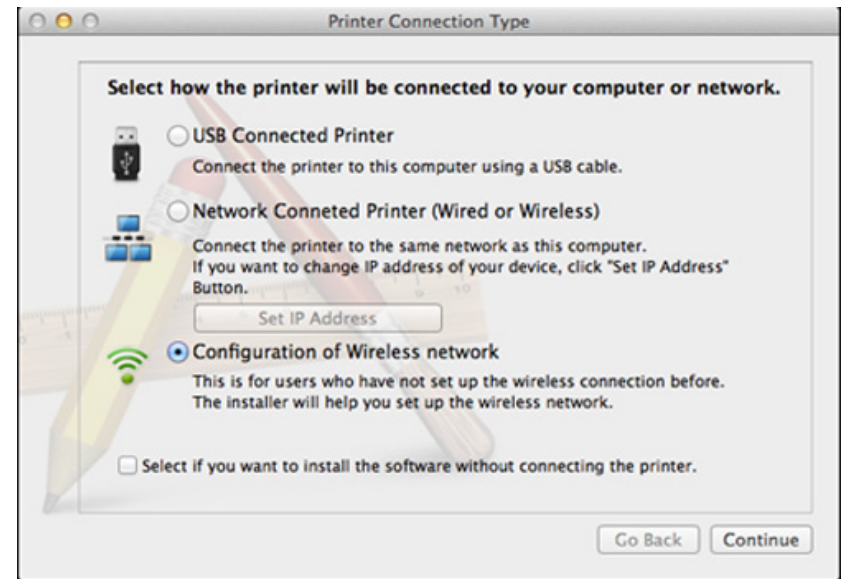 Printer Connection Type
Select how the printer will be connected to your computer or network.
USB Connected Printer
Connect the printer to this computer using a USB cable.
Network Conneted Printer (Wired or Wireless)
Connect the printer to the same network as this computer.
If you want to change IP address of your device, click "Set IP Address"
Button.
Set IP Address
Configuration of Wireless network
This is for users who have not set up the wireless connection before.
The installer will help you set up the wireless network.
Select if you want to install the software without connecting the printer.
Go Back Continue